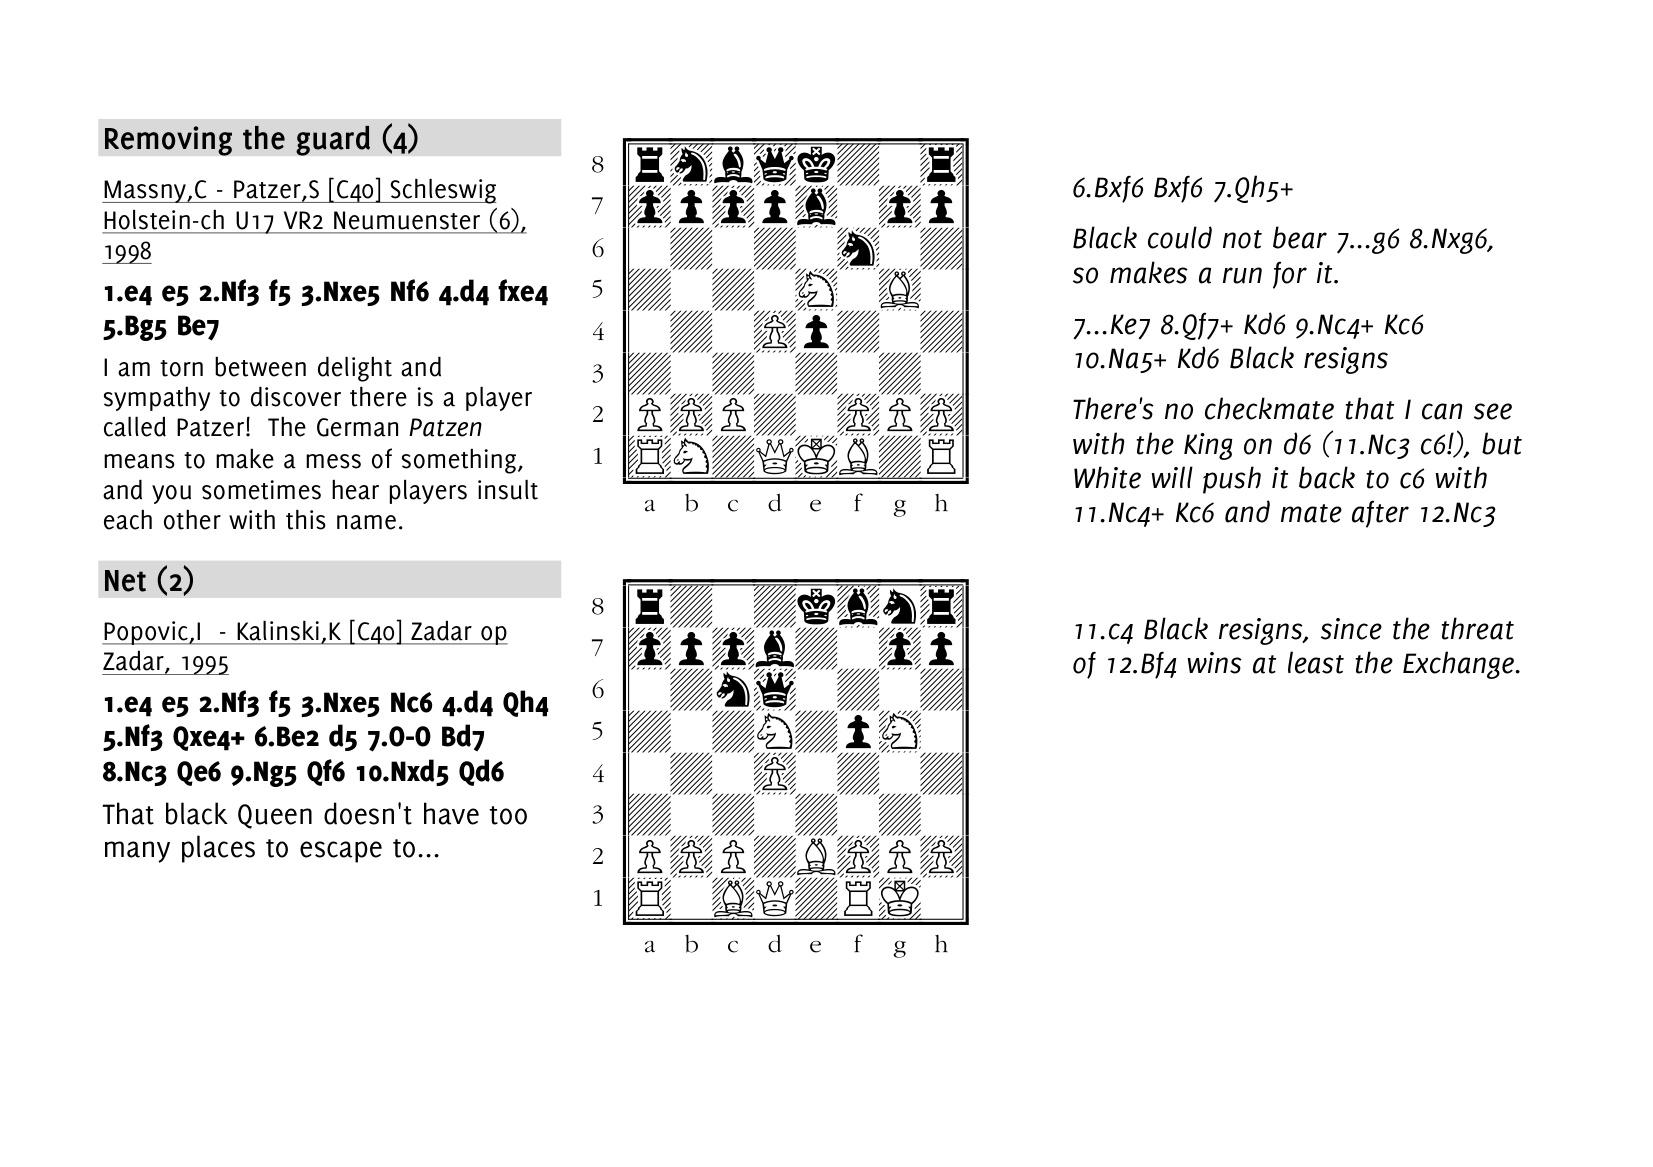 Removing the guard (4)
Massny,C - Patzer,S [C40] Schleswig
Holstein-ch U17 VR2 Neumuenster (6),
1998
1.e4 e5 2.Nf3 f5 3.Nxe5 Nf6 4.d4 fxe4
5.Bg5 Be7
I am torn between delight and
sympathy to discover there is a player
called Patzer!  The German Patzen
means to make a mess of something,
and you sometimes hear players insult
each other with this name.
8
7
6
5
4
3
2
1
a b c d e f g h
6.Bxf6 Bxf6 7.Qh5+
Black could not bear 7...g6 8.Nxg6,
so makes a run for it.
7...Ke7 8.Qf7+ Kd6 9.Nc4+ Kc6
10.Na5+ Kd6 Black resigns
There's no checkmate that I can see
with the King on d6 (11.Nc3 c6!), but
White will push it back to c6 with
11.Nc4+ Kc6 and mate after 12.Nc3
Net (2)
Popovic,I  - Kalinski,K [C40] Zadar op
Zadar, 1995
1.e4 e5 2.Nf3 f5 3.Nxe5 Nc6 4.d4 Qh4
5.Nf3 Qxe4+ 6.Be2 d5 7.O-O Bd7
8.Nc3 Qe6 9.Ng5 Qf6 10.Nxd5 Qd6
That black Queen doesn't have too
many places to escape to...
8
7
6
5
4
3
2
1
a b c d e f g h
11.c4 Black resigns, since the threat
of 12.Bf4 wins at least the Exchange.